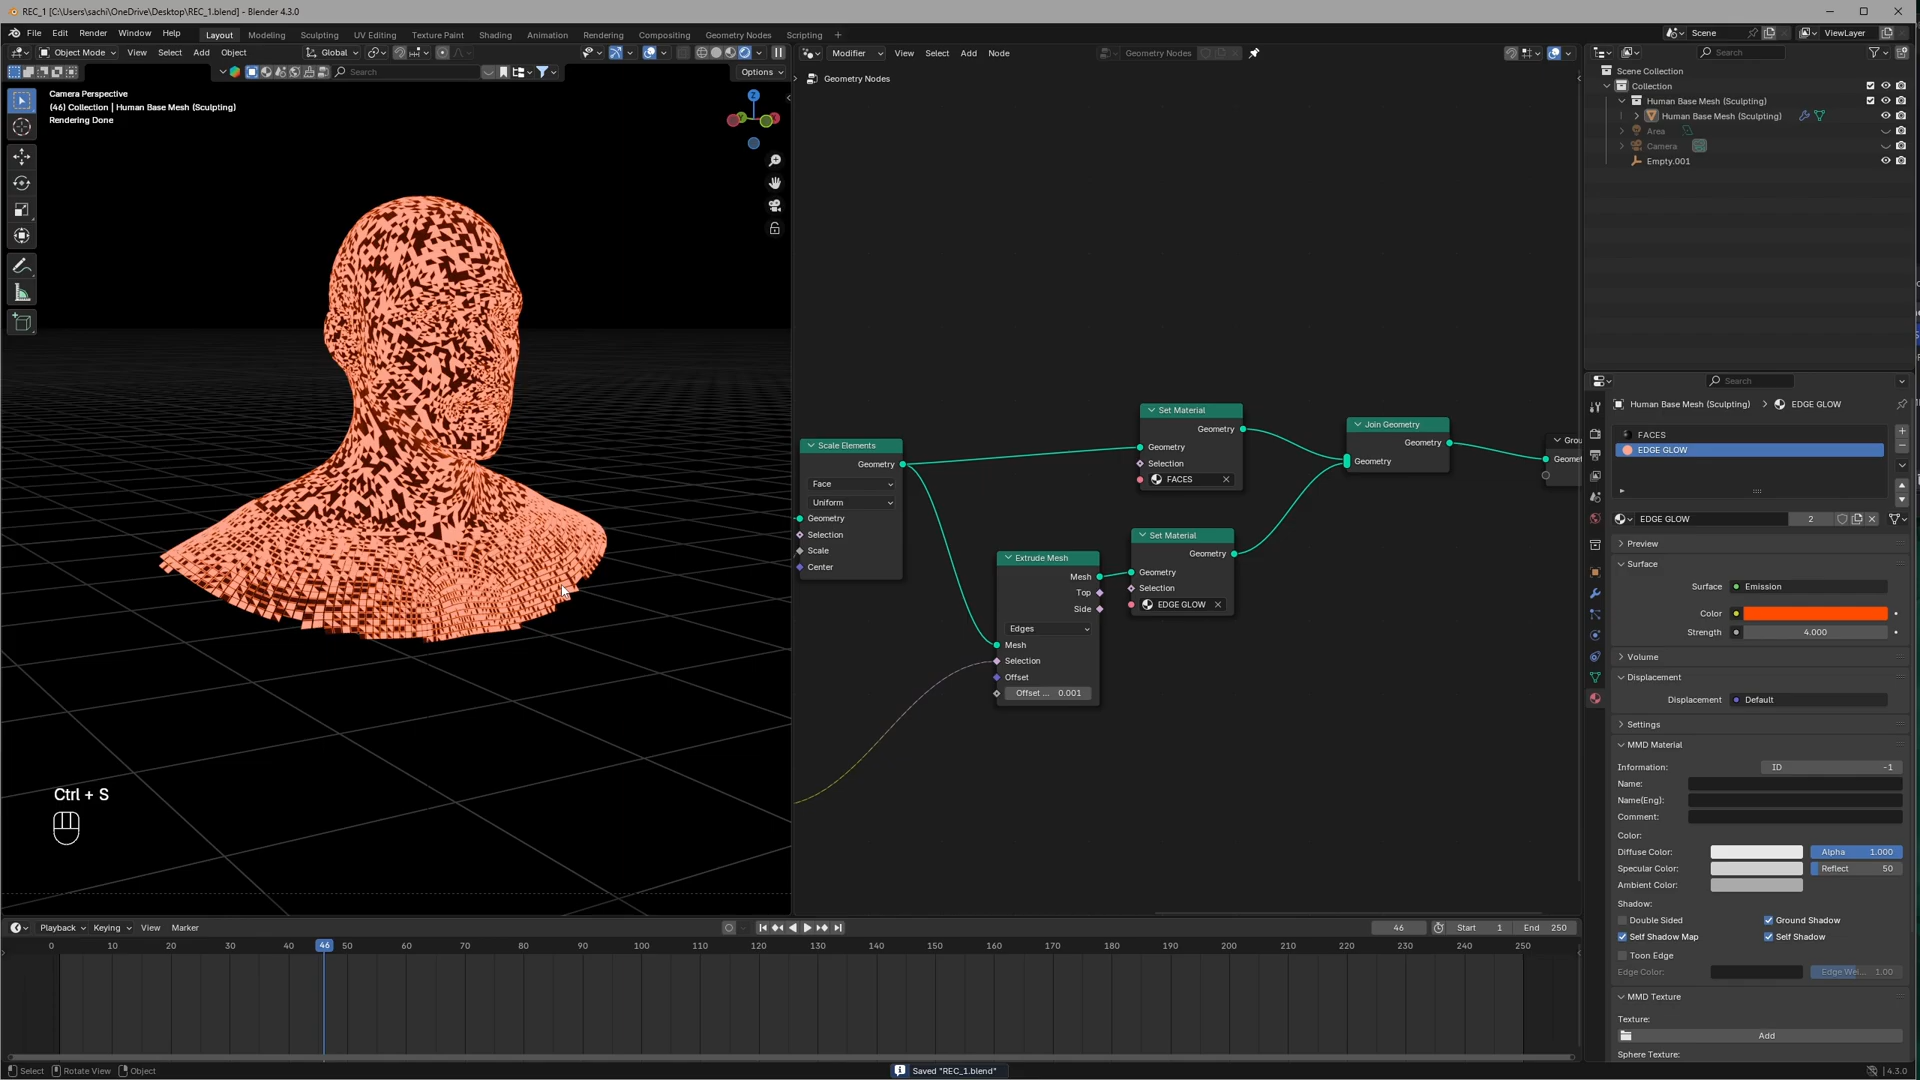 REC_1 [C:\Users\sachi\OneDrive\Desktop\REC_1.blend] - Blender 4.3.0
File Edit Render Window Help Layout Modeling Sculpting UV Editing Texture Paint Shading Animation Rendering Compositing Geometry Nodes Scripting +
Scene ViewLayer
Object Mode View Select Add Object Global
Modifier View Select Add Node Geometry Nodes
Search
Search Options
Geometry Nodes
Camera Perspective
(46) Collection | Human Base Mesh (Sculpting)
Rendering Done
Z
Scene Collection
Collection
Human Base Mesh (Sculpting)
Human Base Mesh (Sculpting)
Area
Camera
Empty.001
Scale Elements
Geometry
Face
Uniform
Geometry
Selection
Scale
Center
Set Material
Geometry
Geometry
Selection
FACES
Join Geometry
Geometry
Geometry
Extrude Mesh
Mesh
Top
Side
Edges
Mesh
Selection
Offset
Offset ... 0.001
Set Material
Geometry
Geometry
Selection
EDGE GLOW
Search
Human Base Mesh (Sculpting) > EDGE GLOW
FACES
EDGE GLOW
EDGE GLOW 2
Preview
Surface
Surface Emission
Color
Strength 4.000
Volume
Displacement
Displacement Default
Settings
MMD Material
Information: ID -1
Name:
Name(Eng):
Comment:
Color:
Diffuse Color: Alpha 1.000
Specular Color: Reflect 50
Ambient Color:
Shadow:
Double Sided Ground Shadow
Self Shadow Map Self Shadow
Toon Edge
Edge Color: Edge Wei... 1.00
MMD Texture
Texture:
Add
Sphere Texture:
Ctrl + S
Playback Keying View Marker 46 Start 1 End 250
0 10 20 30 40 46 50 60 70 80 90 100 110 120 130 140 150 160 170 180 190 200 210 220 230 240 250
Select Rotate View Object Saved "REC_1.blend" 4.3.0